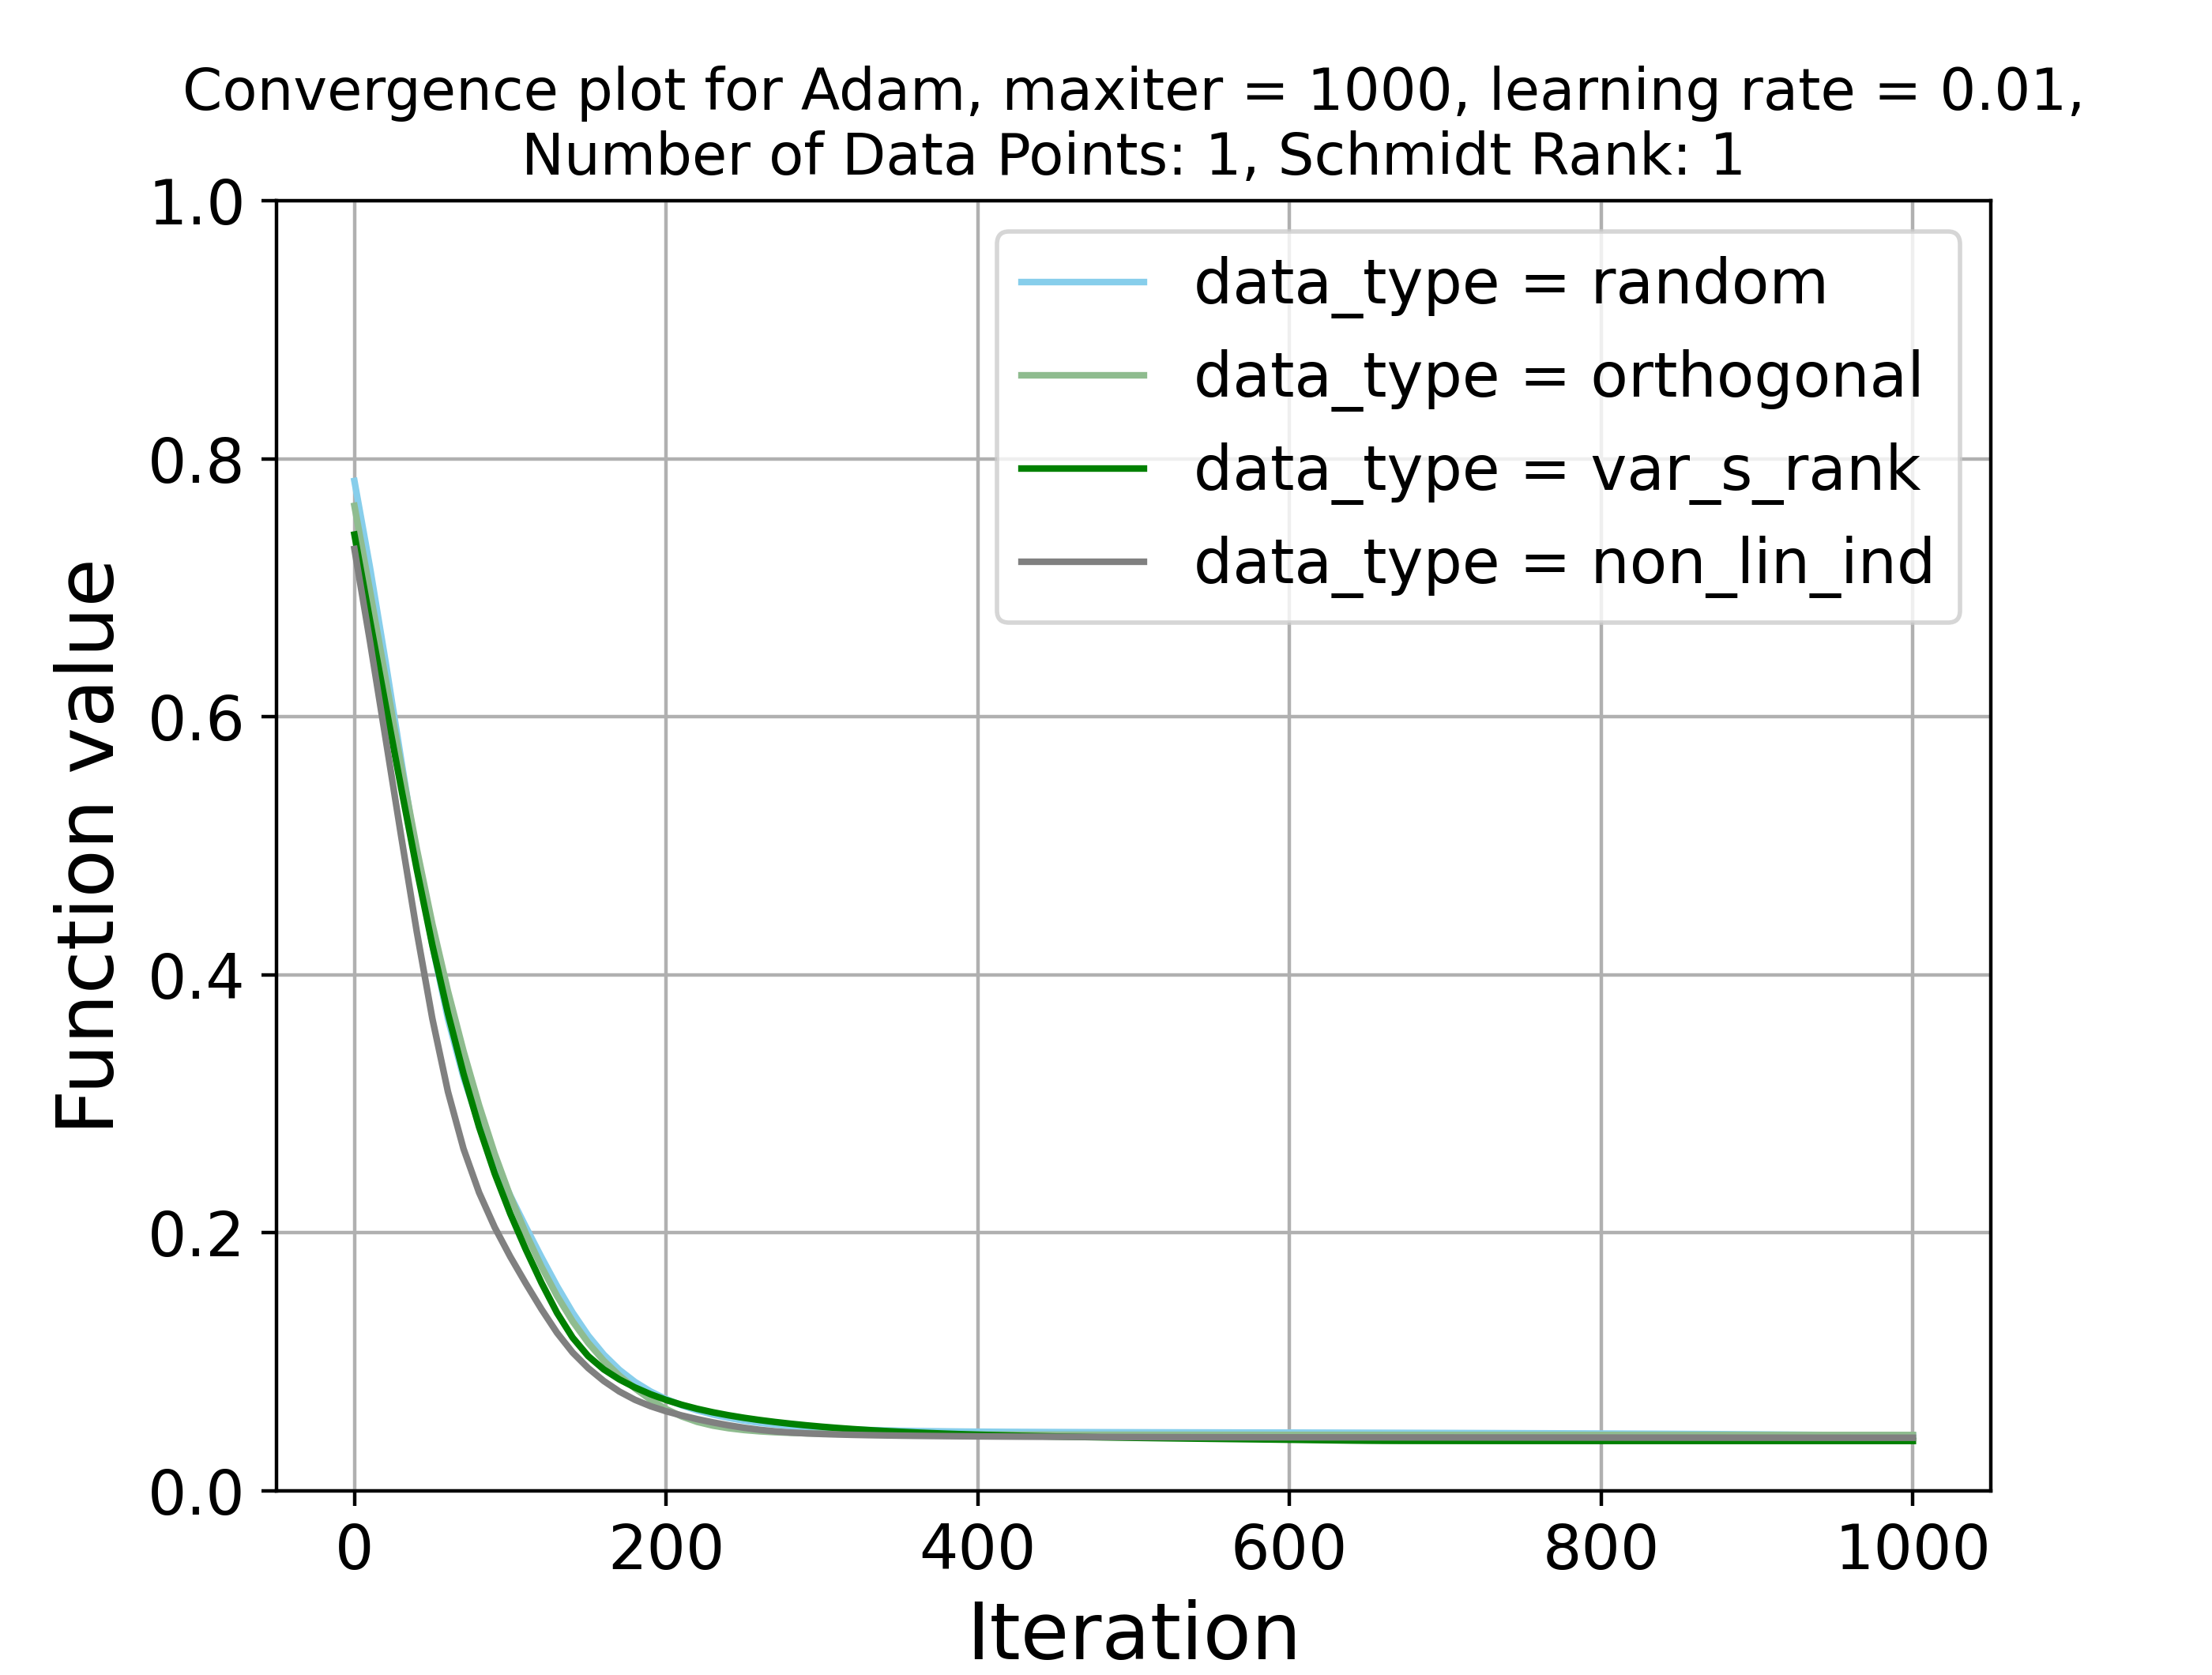 Convergence plot for Adam, maxiter = 1000, learning rate = 0.01,
Number of Data Points: 1, Schmidt Rank: 1
1.0
0.8
0.6
0.4
0.2
0.0
Function value
data_type = random
data_type = orthogonal
data_type = var_s_rank
data_type = non_lin_ind
0 200 400 600 800 1000
Iteration